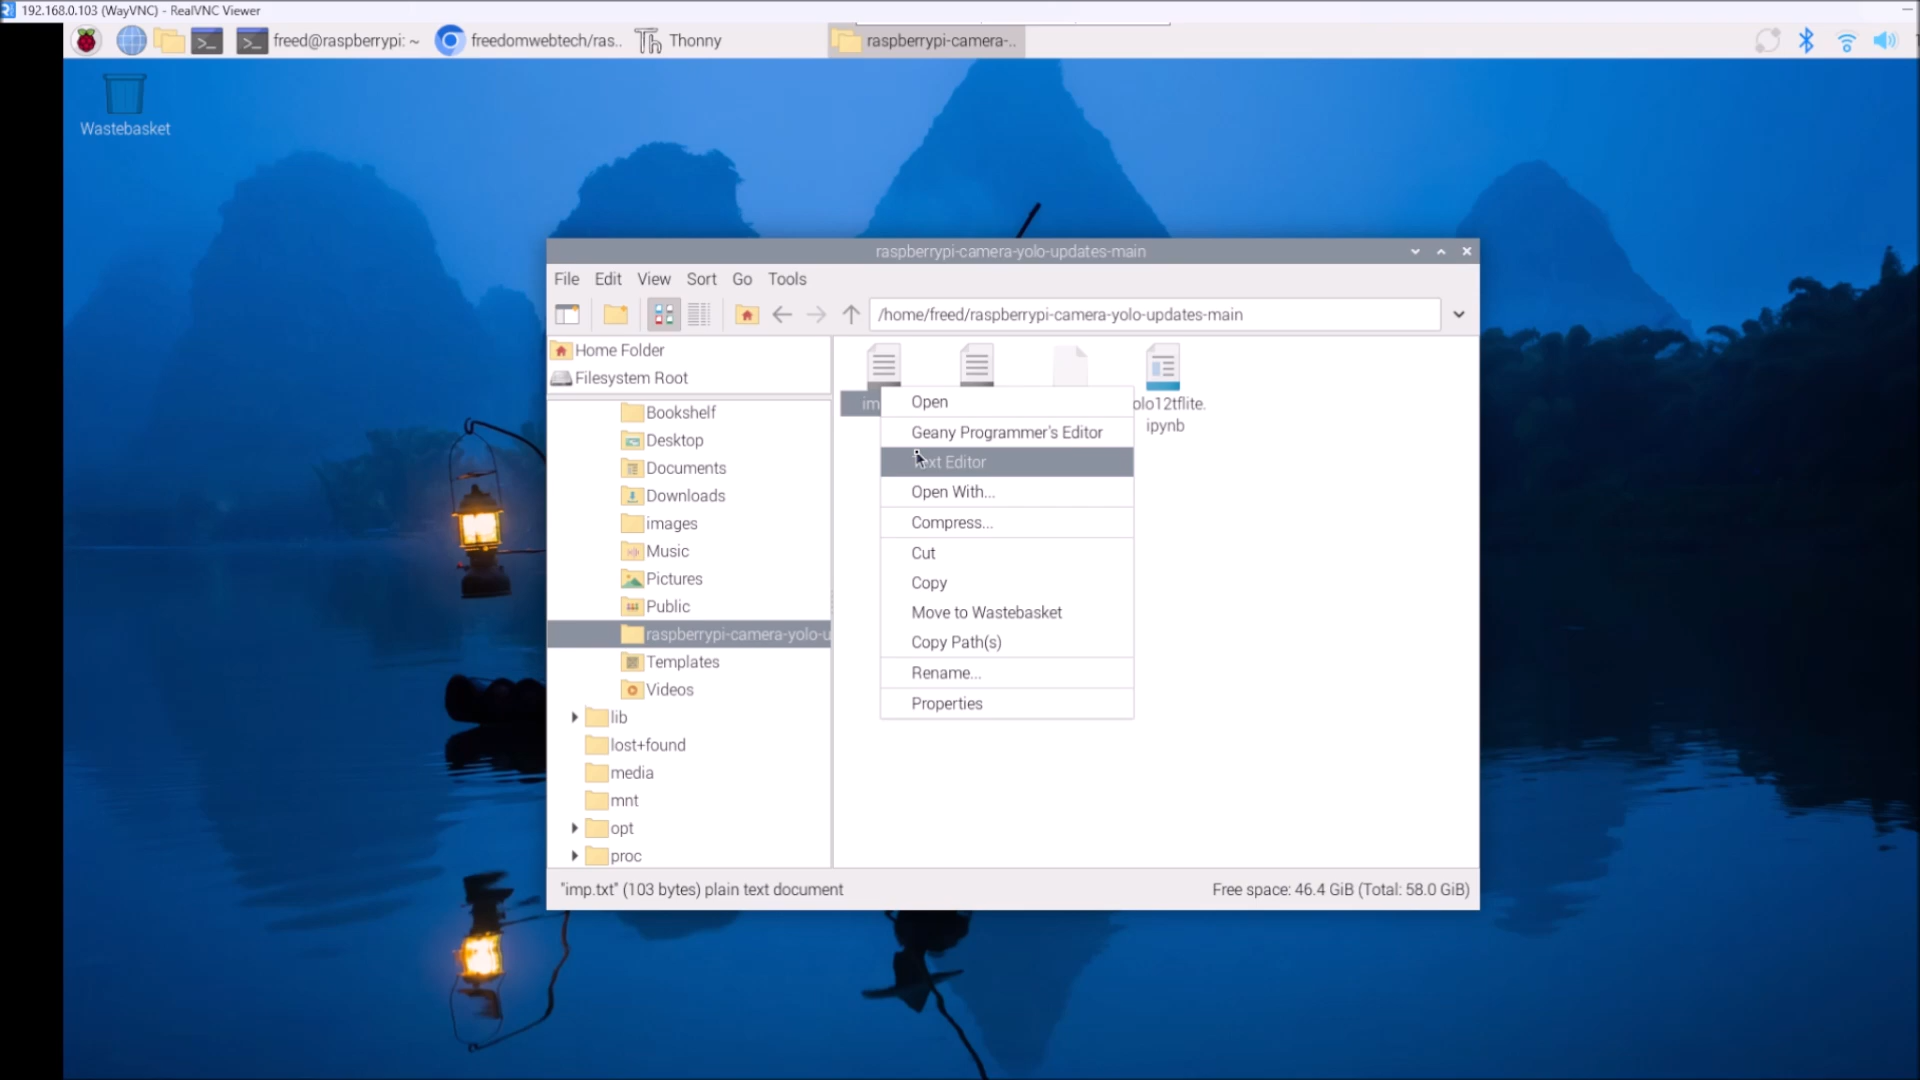 192.168.0.103 (WayVNC) - RealVNC Viewer
freed@raspberrypi: ~
freedomwebtech/ras..
Thonny
raspberrypi-camera-..
Wastebasket
raspberrypi-camera-yolo-updates-main
File Edit View Sort Go Tools
/home/freed/raspberrypi-camera-yolo-updates-main
Home Folder
Filesystem Root
Bookshelf
Desktop
Documents
Downloads
images
Music
Pictures
Public
raspberrypi-camera-yolo-u
Templates
Videos
lib
lost+found
media
mnt
opt
proc
im
olo12tflite.
ipynb
Open
Geany Programmer's Editor
Text Editor
Open With...
Compress...
Cut
Copy
Move to Wastebasket
Copy Path(s)
Rename...
Properties
"imp.txt" (103 bytes) plain text document
Free space: 46.4 GiB (Total: 58.0 GiB)